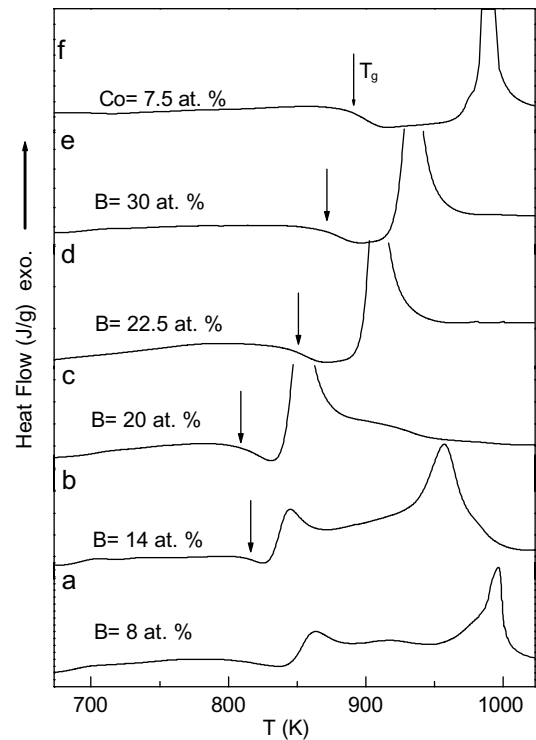 f
Tg
Co= 7.5 at. %
e
B= 30 at. %
d
B= 22.5 at. %
c
B= 20 at. %
b
B= 14 at. %
a
B= 8 at. %
Heat Flow (J/g) exo.
700 800 900 1000
T (K)